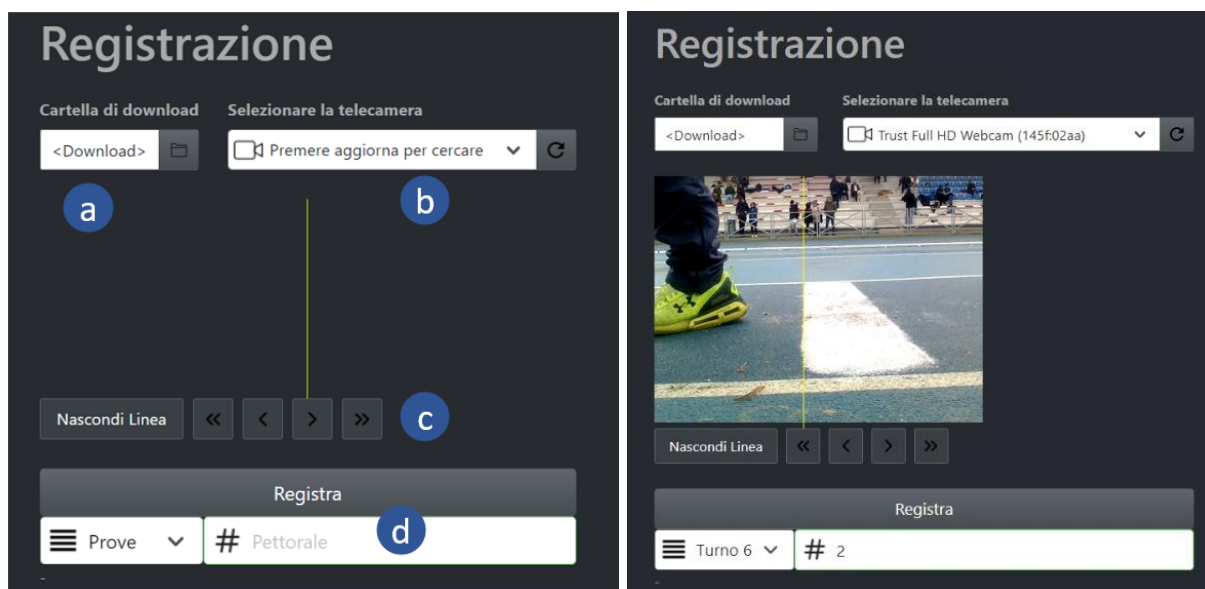 Registrazione
Cartella di download Selezionare la telecamera
<Download> Premere aggiorna per cercare
a b
Nascondi Linea « < > » c
Registra
Prove # Pettorale d
-
Registrazione
Cartella di download Selezionare la telecamera
<Download> Trust Full HD Webcam (145f:02aa)
Nascondi Linea « < > »
Registra
Turno 6 # 2
-